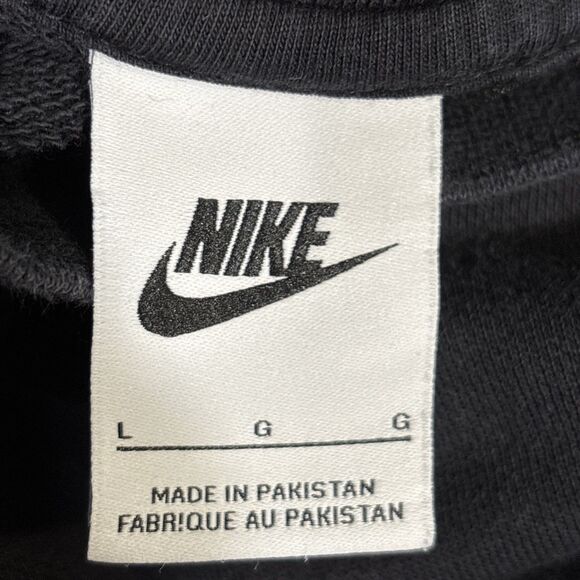 NIKE
L G G
MADE IN PAKISTAN
FABRIQUE AU PAKISTAN